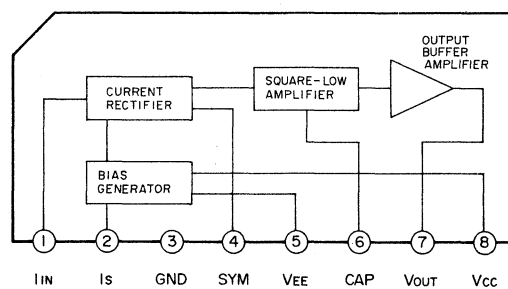 OUTPUT
BUFFER
AMPLIFIER
CURRENT
RECTIFIER
SQUARE-LOW
AMPLIFIER
BIAS
GENERATOR
1 2 3 4 5 6 7 8
IIN IS GND SYM VEE CAP VOUT VCC